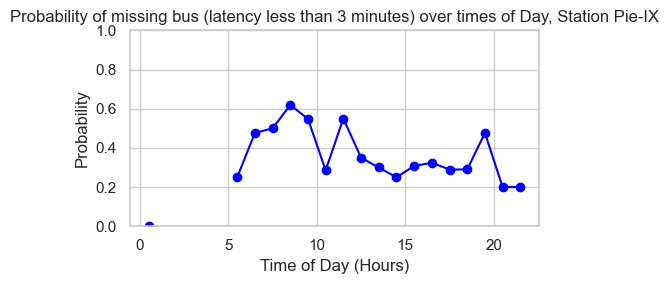 Probability of missing bus (latency less than 3 minutes) over times of Day, Station Pie-IX
1.0
0.8
0.6
0.4
0.2
0.0
Probability
0 5 10 15 20
Time of Day (Hours)